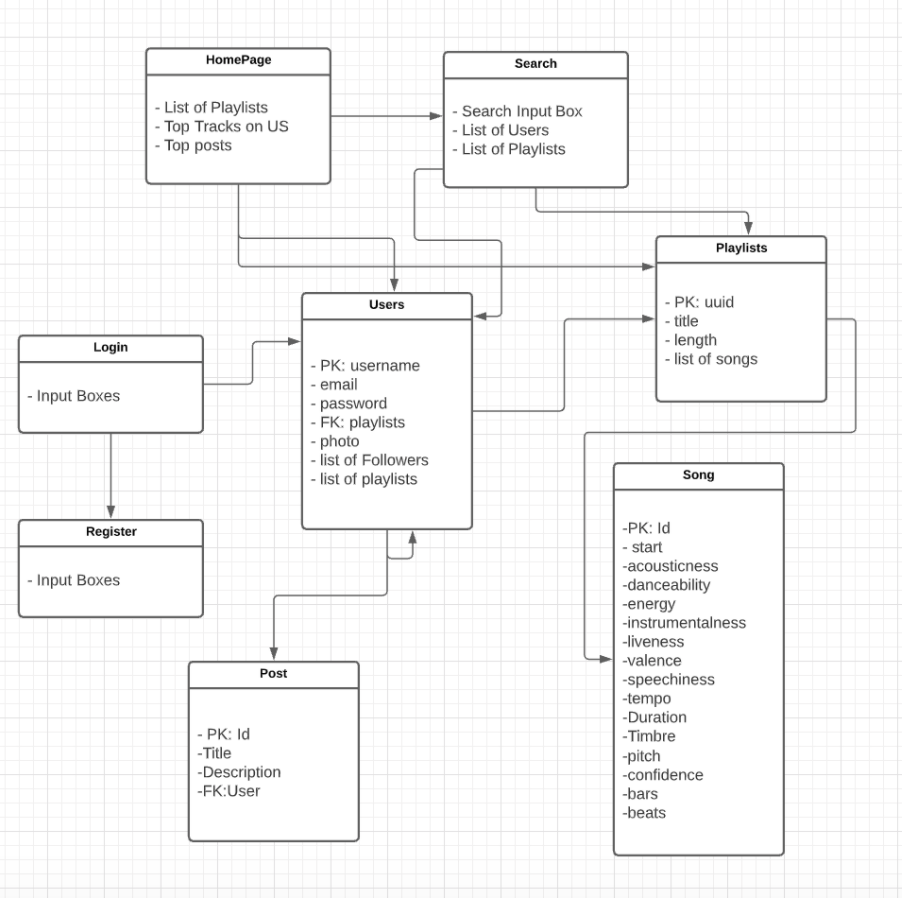 HomePage
- List of Playlists
- Top Tracks on US
- Top posts
Search
- Search Input Box
- List of Users
- List of Playlists
Playlists
- PK: uuid
- title
- length
- list of songs
Users
- PK: username
- email
- password
- FK: playlists
- photo
- list of Followers
- list of playlists
Login
- Input Boxes
Register
- Input Boxes
Song
-PK: Id
- start
-acousticness
-danceability
-energy
-instrumentalness
-liveness
-valence
-speechiness
-tempo
-Duration
-Timbre
-pitch
-confidence
-bars
-beats
Post
- PK: Id
-Title
-Description
-FK:User